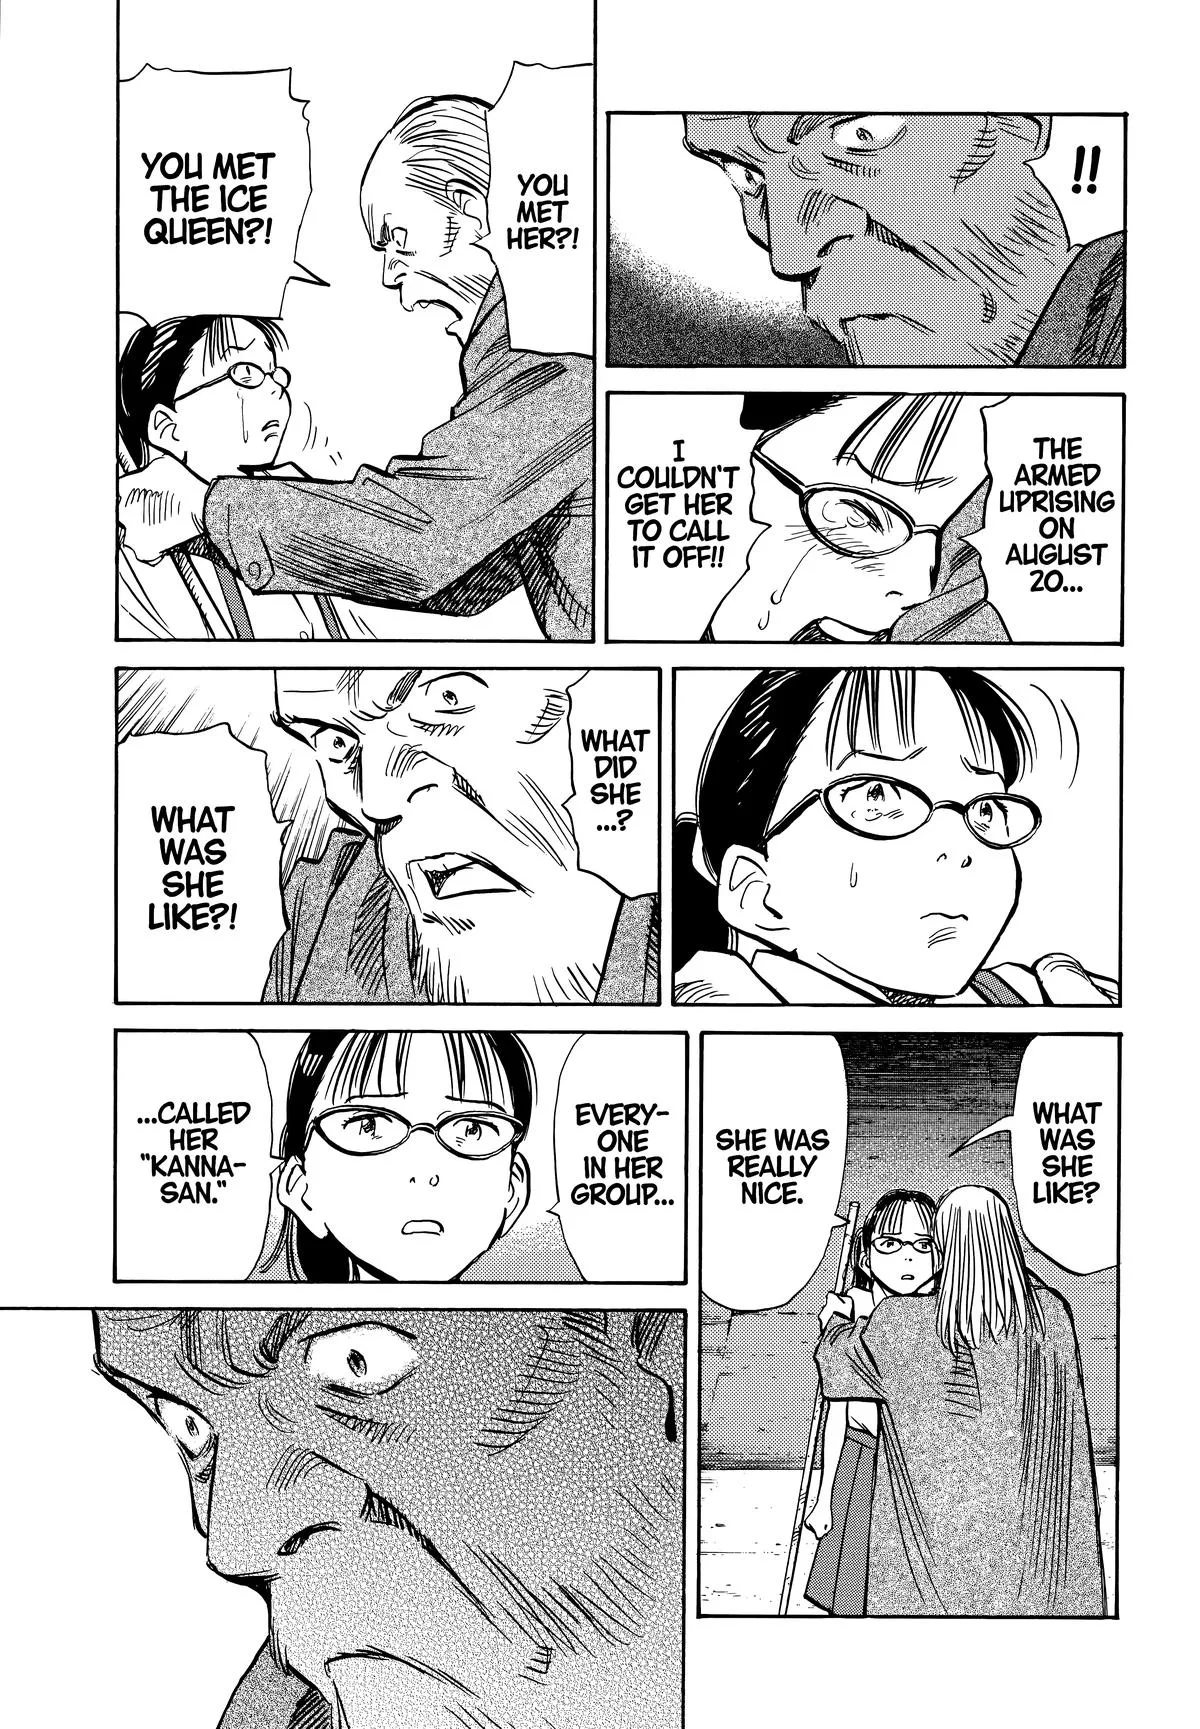 !!
THE
ARMED
UPRISING
ON
AUGUST
20...
I
COULDN'T
GET HER
TO CALL
IT OFF!!
YOU
MET
HER?!
YOU MET
THE ICE
QUEEN?!
WHAT
DID
SHE
...?
WHAT
WAS
SHE
LIKE?!
WHAT
WAS
SHE
LIKE?
SHE WAS
REALLY
NICE.
EVERY-
ONE
IN HER
GROUP...
...CALLED
HER
"KANNA-
SAN."